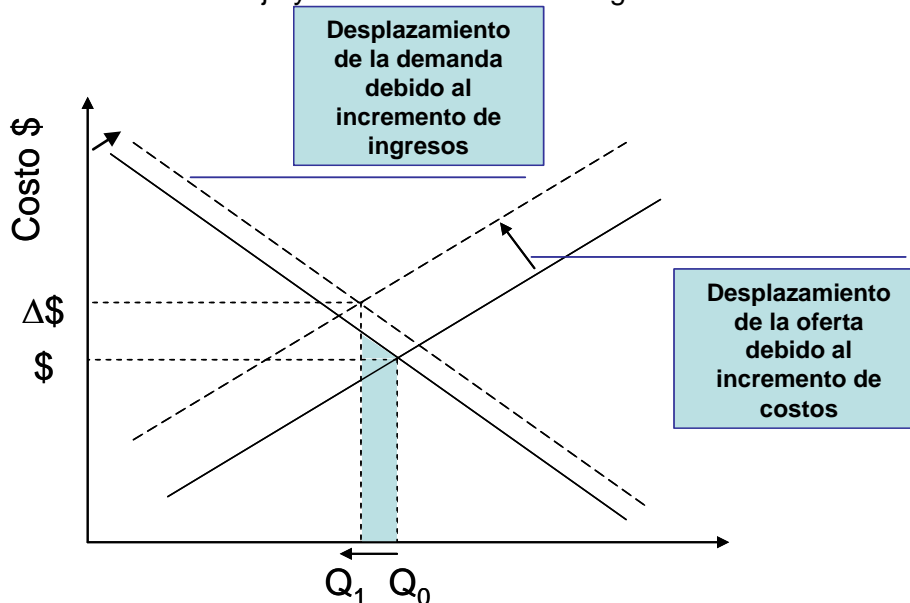 Desplazamiento
de la demanda
debido al
incremento de
ingresos
Costo $
Δ$
$
Desplazamiento
de la oferta
debido al
incremento de
costos
Q₁ Q₀